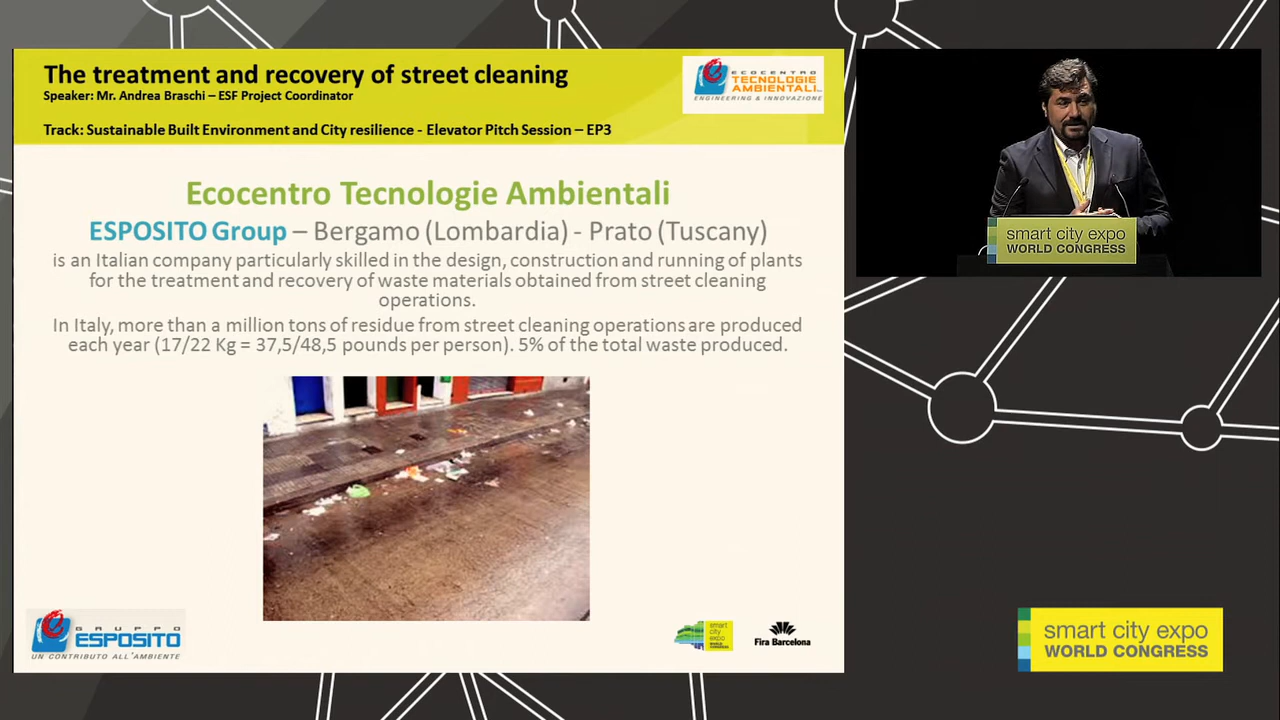 The treatment and recovery of street cleaning
Speaker: Mr. Andrea Braschi – ESF Project Coordinator
Track: Sustainable Built Environment and City resilience - Elevator Pitch Session – EP3
ECOCENTRO
TECNOLOGIE
AMBIENTALI
ENGINEERING & INNOVAZIONE
Ecocentro Tecnologie Ambientali
ESPOSITO Group – Bergamo (Lombardia) - Prato (Tuscany)
is an Italian company particularly skilled in the design, construction and running of plants
for the treatment and recovery of waste materials obtained from street cleaning
operations.
In Italy, more than a million tons of residue from street cleaning operations are produced
each year (17/22 Kg = 37,5/48,5 pounds per person). 5% of the total waste produced.
GRUPPO
ESPOSITO
UN CONTRIBUTO ALL'AMBIENTE
smart
city
expo
WORLD CONGRESS
Fira Barcelona
smart city expo
WORLD CONGRESS
smart city expo
WORLD CONGRESS